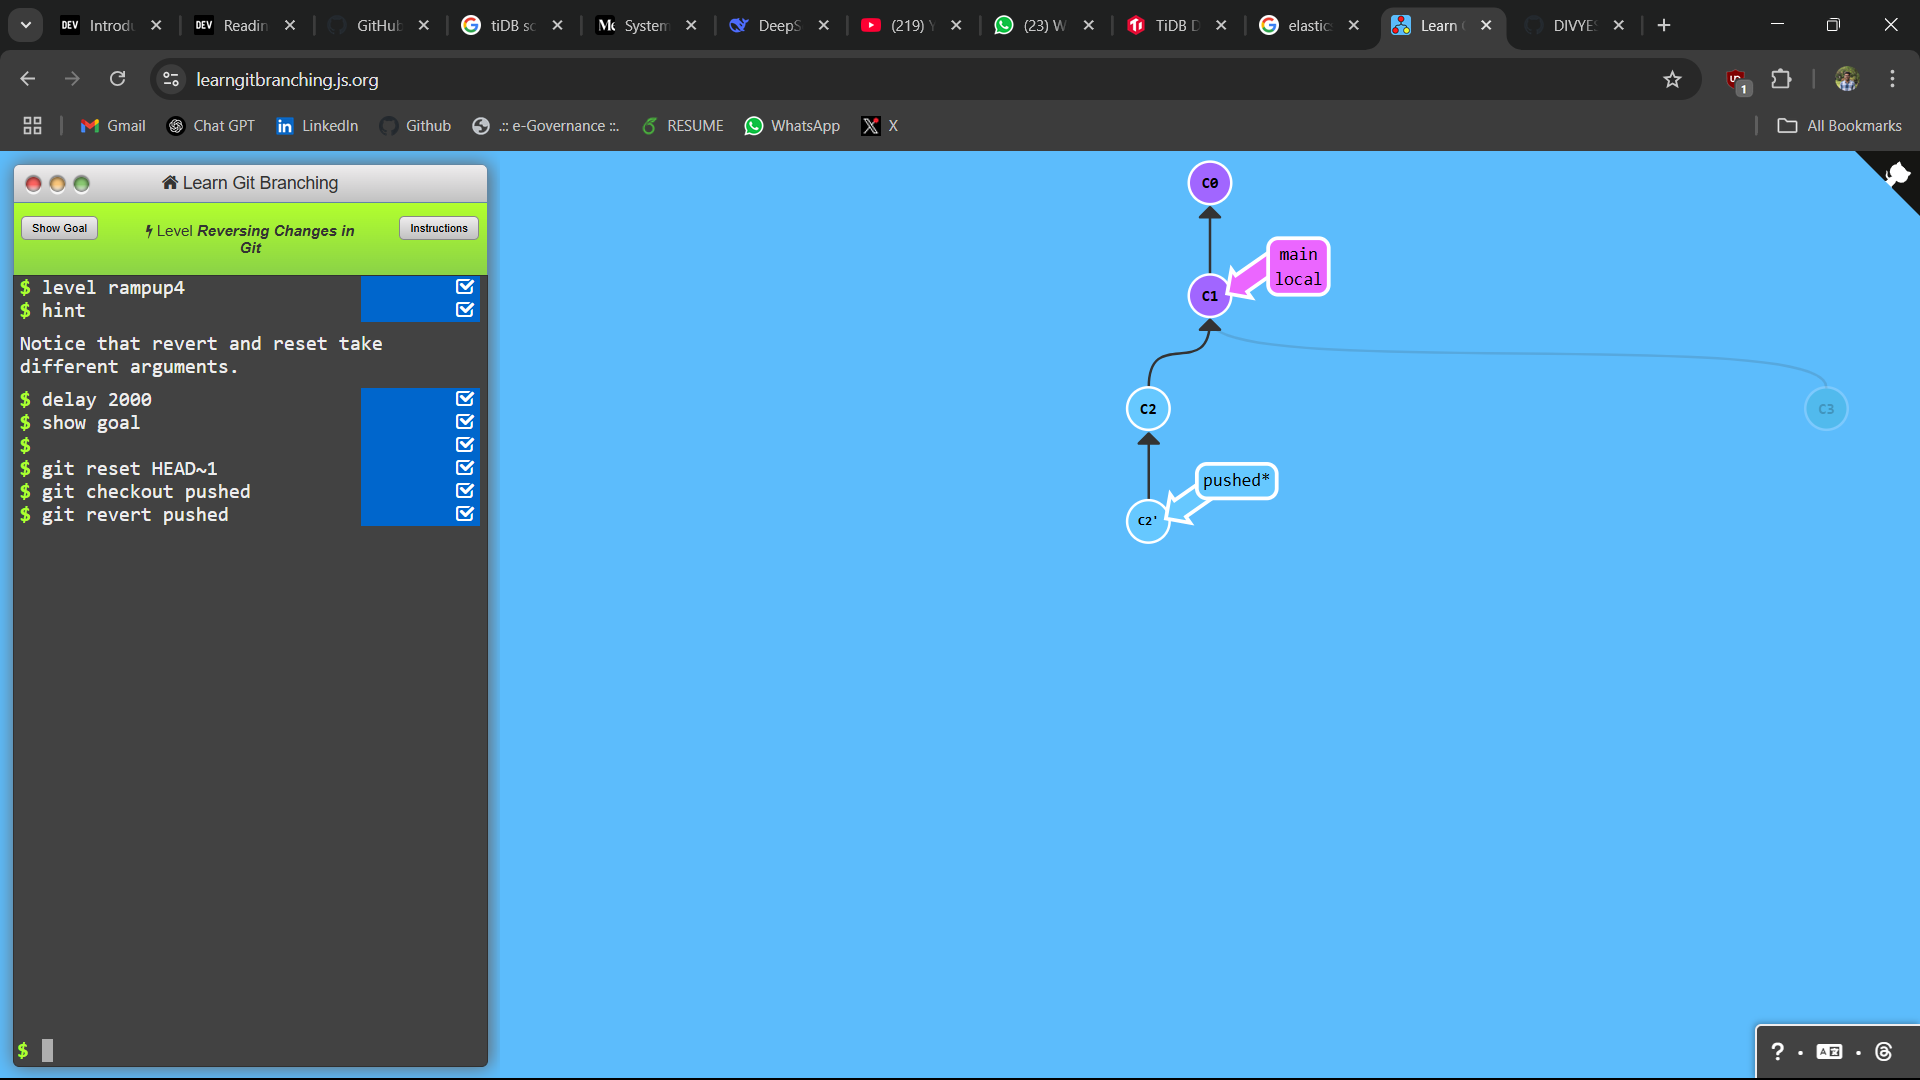 Introdu
Readin
GitHub
tiDB sc
System
DeepS
(219) Y
(23) W
TiDB D
elastic
Learn
DIVYES
learngitbranching.js.org
1
Gmail
Chat GPT
LinkedIn
Github
.:: e-Governance ::.
RESUME
WhatsApp
X
All Bookmarks
Learn Git Branching
Show Goal
Level Reversing Changes in
Git
Instructions
$ level rampup4
$ hint
Notice that revert and reset take
different arguments.
$ delay 2000
$ show goal
$
$ git reset HEAD~1
$ git checkout pushed
$ git revert pushed
$
C0
main
local
C1
C2
C3
pushed*
C2'
?